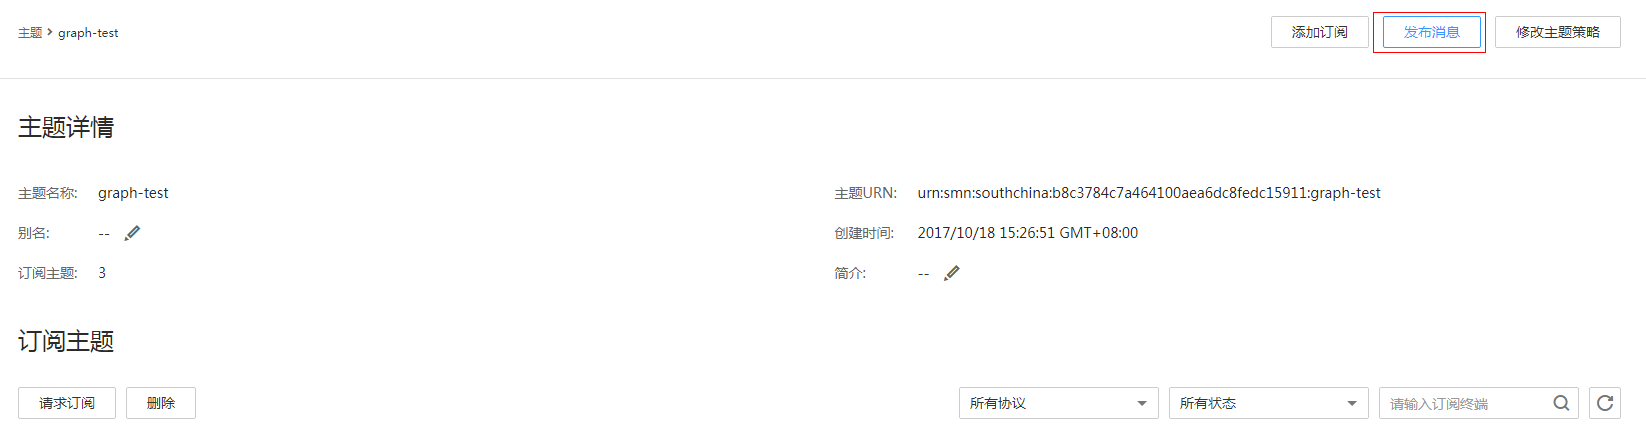 主题 > graph-test 添加订阅 发布消息 修改主题策略
主题详情
主题名称: graph-test 主题URN: urn:smn:southchina:b8c3784c7a464100aea6dc8fedc15911:graph-test
别名: -- 创建时间: 2017/10/18 15:26:51 GMT+08:00
订阅主题: 3 简介: --
订阅主题
请求订阅 删除 所有协议 所有状态 请输入订阅终端